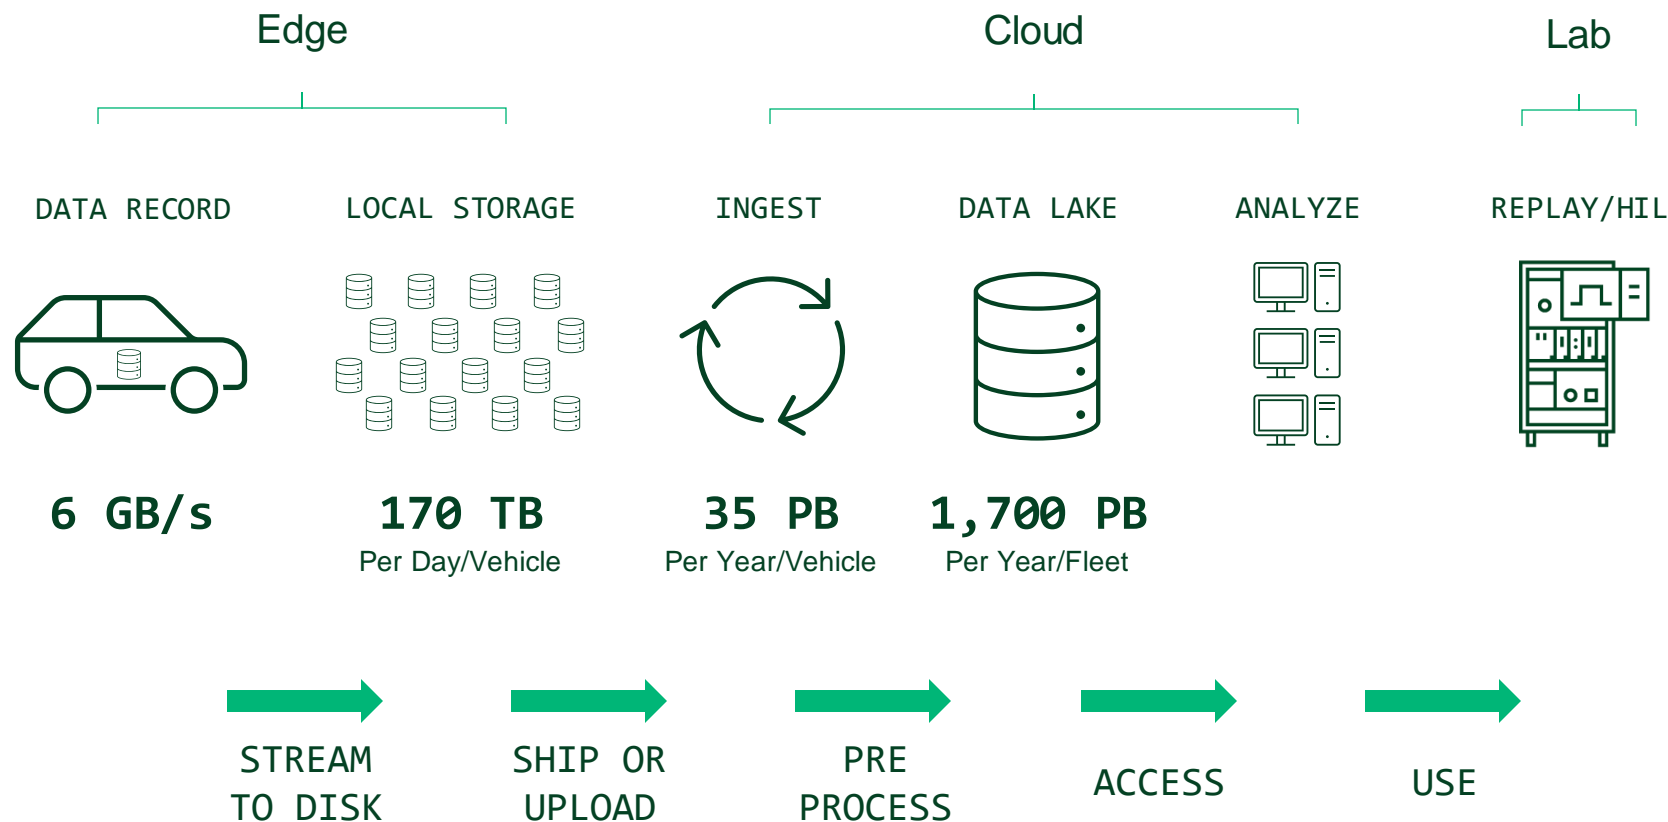 Edge
Cloud
Lab
DATA RECORD
LOCAL STORAGE
INGEST
DATA LAKE
ANALYZE
REPLAY/HIL
6 GB/s
170 TB
Per Day/Vehicle
35 PB
Per Year/Vehicle
1,700 PB
Per Year/Fleet
STREAM
TO DISK
SHIP OR
UPLOAD
PRE
PROCESS
ACCESS
USE